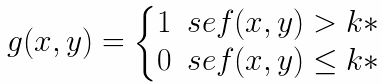 g(x, y) = { 1 sef(x, y) > k*
0 sef(x, y) ≤ k*